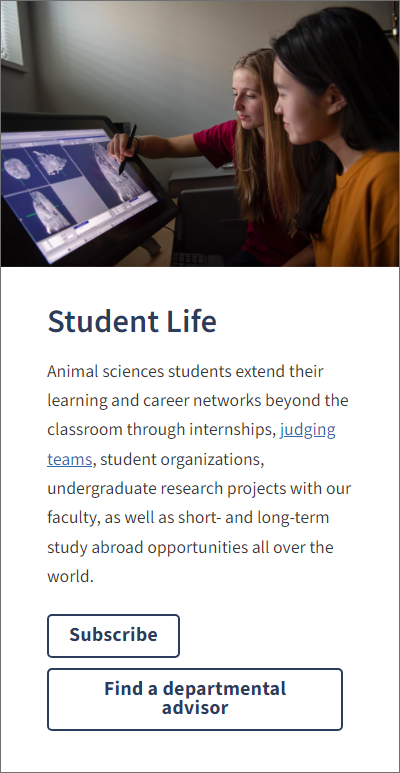 Student Life
Animal sciences students extend their
learning and career networks beyond the
classroom through internships, judging
teams, student organizations,
undergraduate research projects with our
faculty, as well as short- and long-term
study abroad opportunities all over the
world.
Subscribe
Find a departmental
advisor